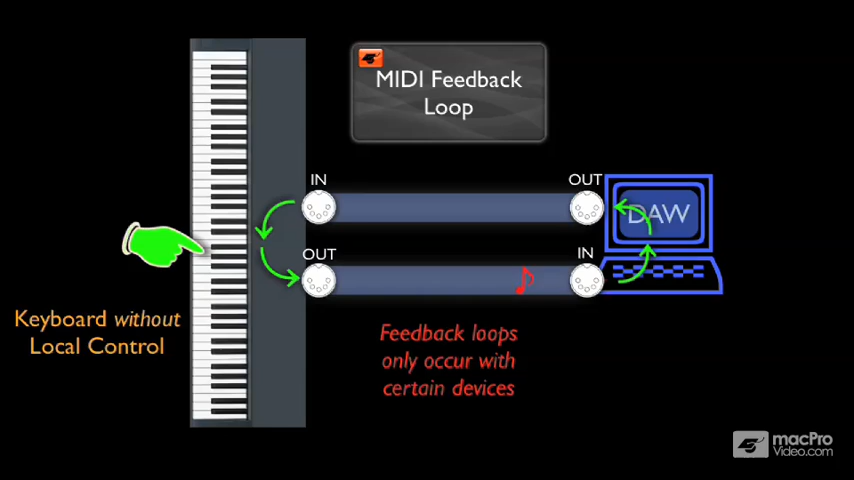 MIDI Feedback
Loop
IN
OUT
DAW
OUT
IN
Keyboard without
Local Control
Feedback loops
only occur with
certain devices
macPro
Video.com